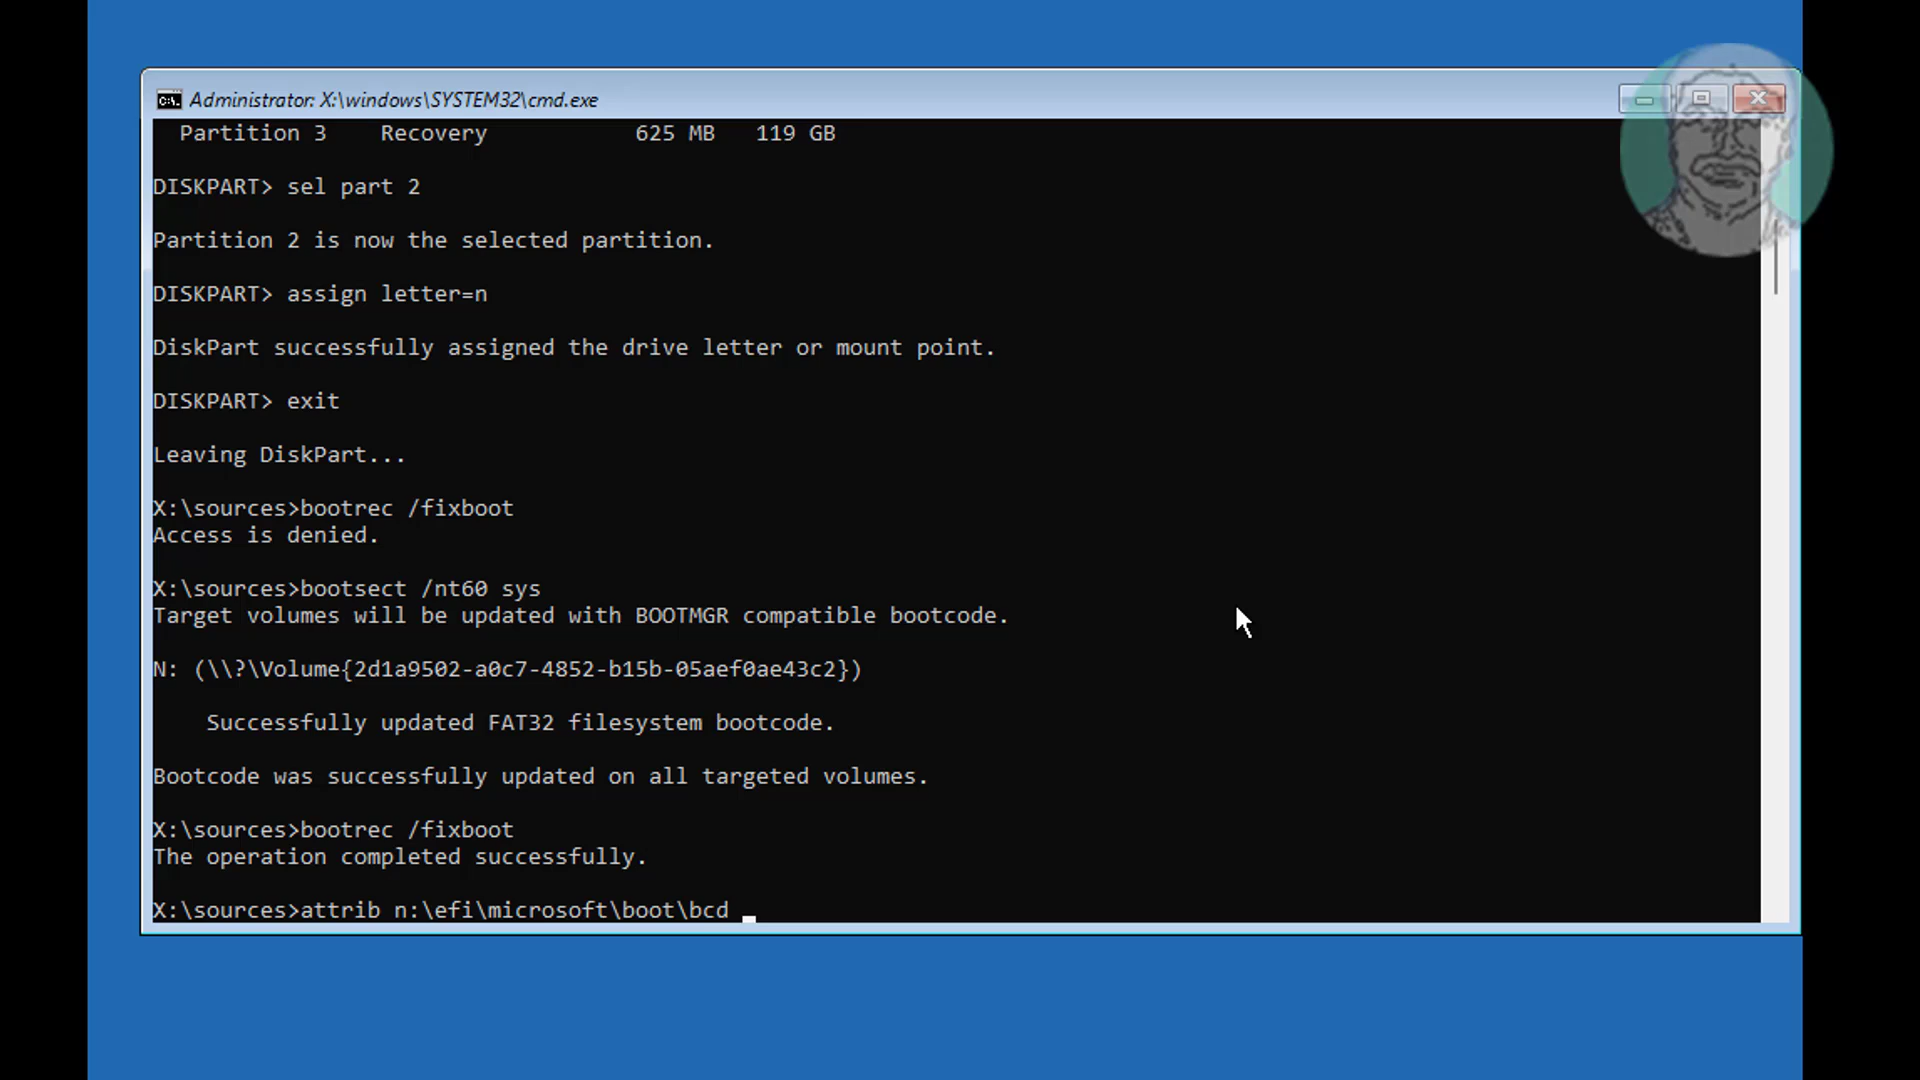 Administrator: X:\windows\SYSTEM32\cmd.exe
Partition 3    Recovery           625 MB   119 GB
DISKPART> sel part 2
Partition 2 is now the selected partition.
DISKPART> assign letter=n
DiskPart successfully assigned the drive letter or mount point.
DISKPART> exit
Leaving DiskPart...
X:\sources>bootrec /fixboot
Access is denied.
X:\sources>bootsect /nt60 sys
Target volumes will be updated with BOOTMGR compatible bootcode.
N: (\\?\Volume{2d1a9502-a0c7-4852-b15b-05aef0ae43c2})
Successfully updated FAT32 filesystem bootcode.
Bootcode was successfully updated on all targeted volumes.
X:\sources>bootrec /fixboot
The operation completed successfully.
X:\sources>attrib n:\efi\microsoft\boot\bcd _